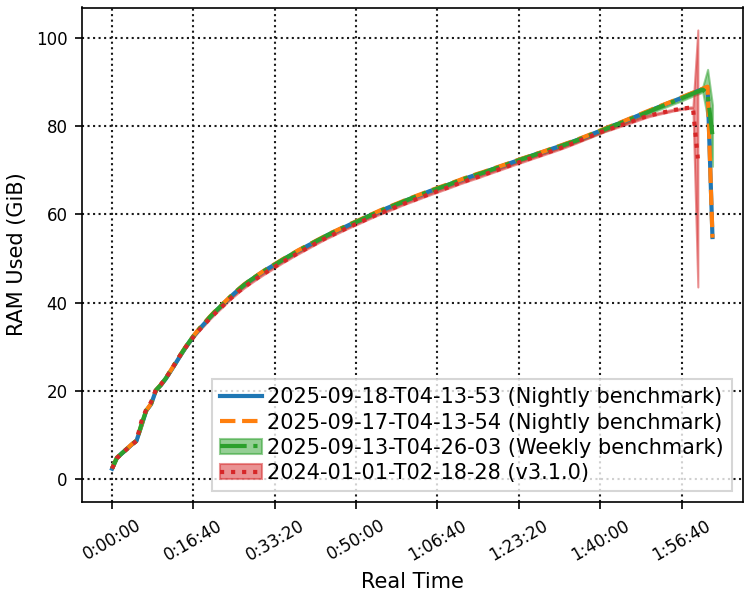 100
80
60
40
20
0
RAM Used (GiB)
2025-09-18-T04-13-53 (Nightly benchmark)
2025-09-17-T04-13-54 (Nightly benchmark)
2025-09-13-T04-26-03 (Weekly benchmark)
2024-01-01-T02-18-28 (v3.1.0)
0:00:00
0:16:40
0:33:20
0:50:00
1:06:40
1:23:20
1:40:00
1:56:40
Real Time